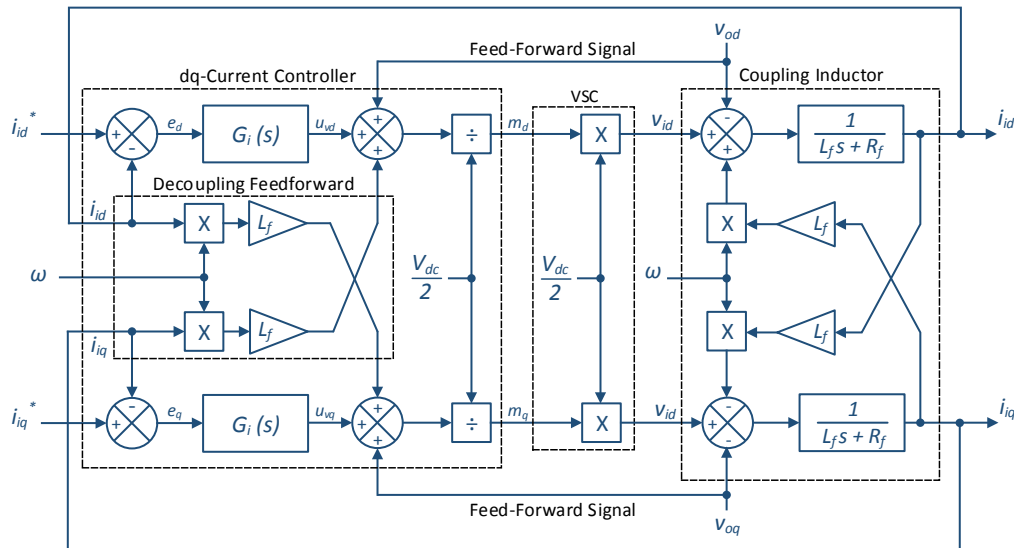 v_od
Feed-Forward Signal
dq-Current Controller
Coupling Inductor
VSC
i_id*
+
-
e_d
G_i (s)
u_vd
+
+
+
÷
m_d
X
v_id
-
+
+
1
L_f s + R_f
i_id
Decoupling Feedforward
i_id
X
L_f
X
L_f
ω
V_dc
2
V_dc
2
ω
X
L_f
X
L_f
i_iq
i_iq*
+
-
e_q
G_i (s)
u_vq
+
+
+
÷
m_q
X
v_id
-
+
-
1
L_f s + R_f
i_iq
Feed-Forward Signal
v_oq